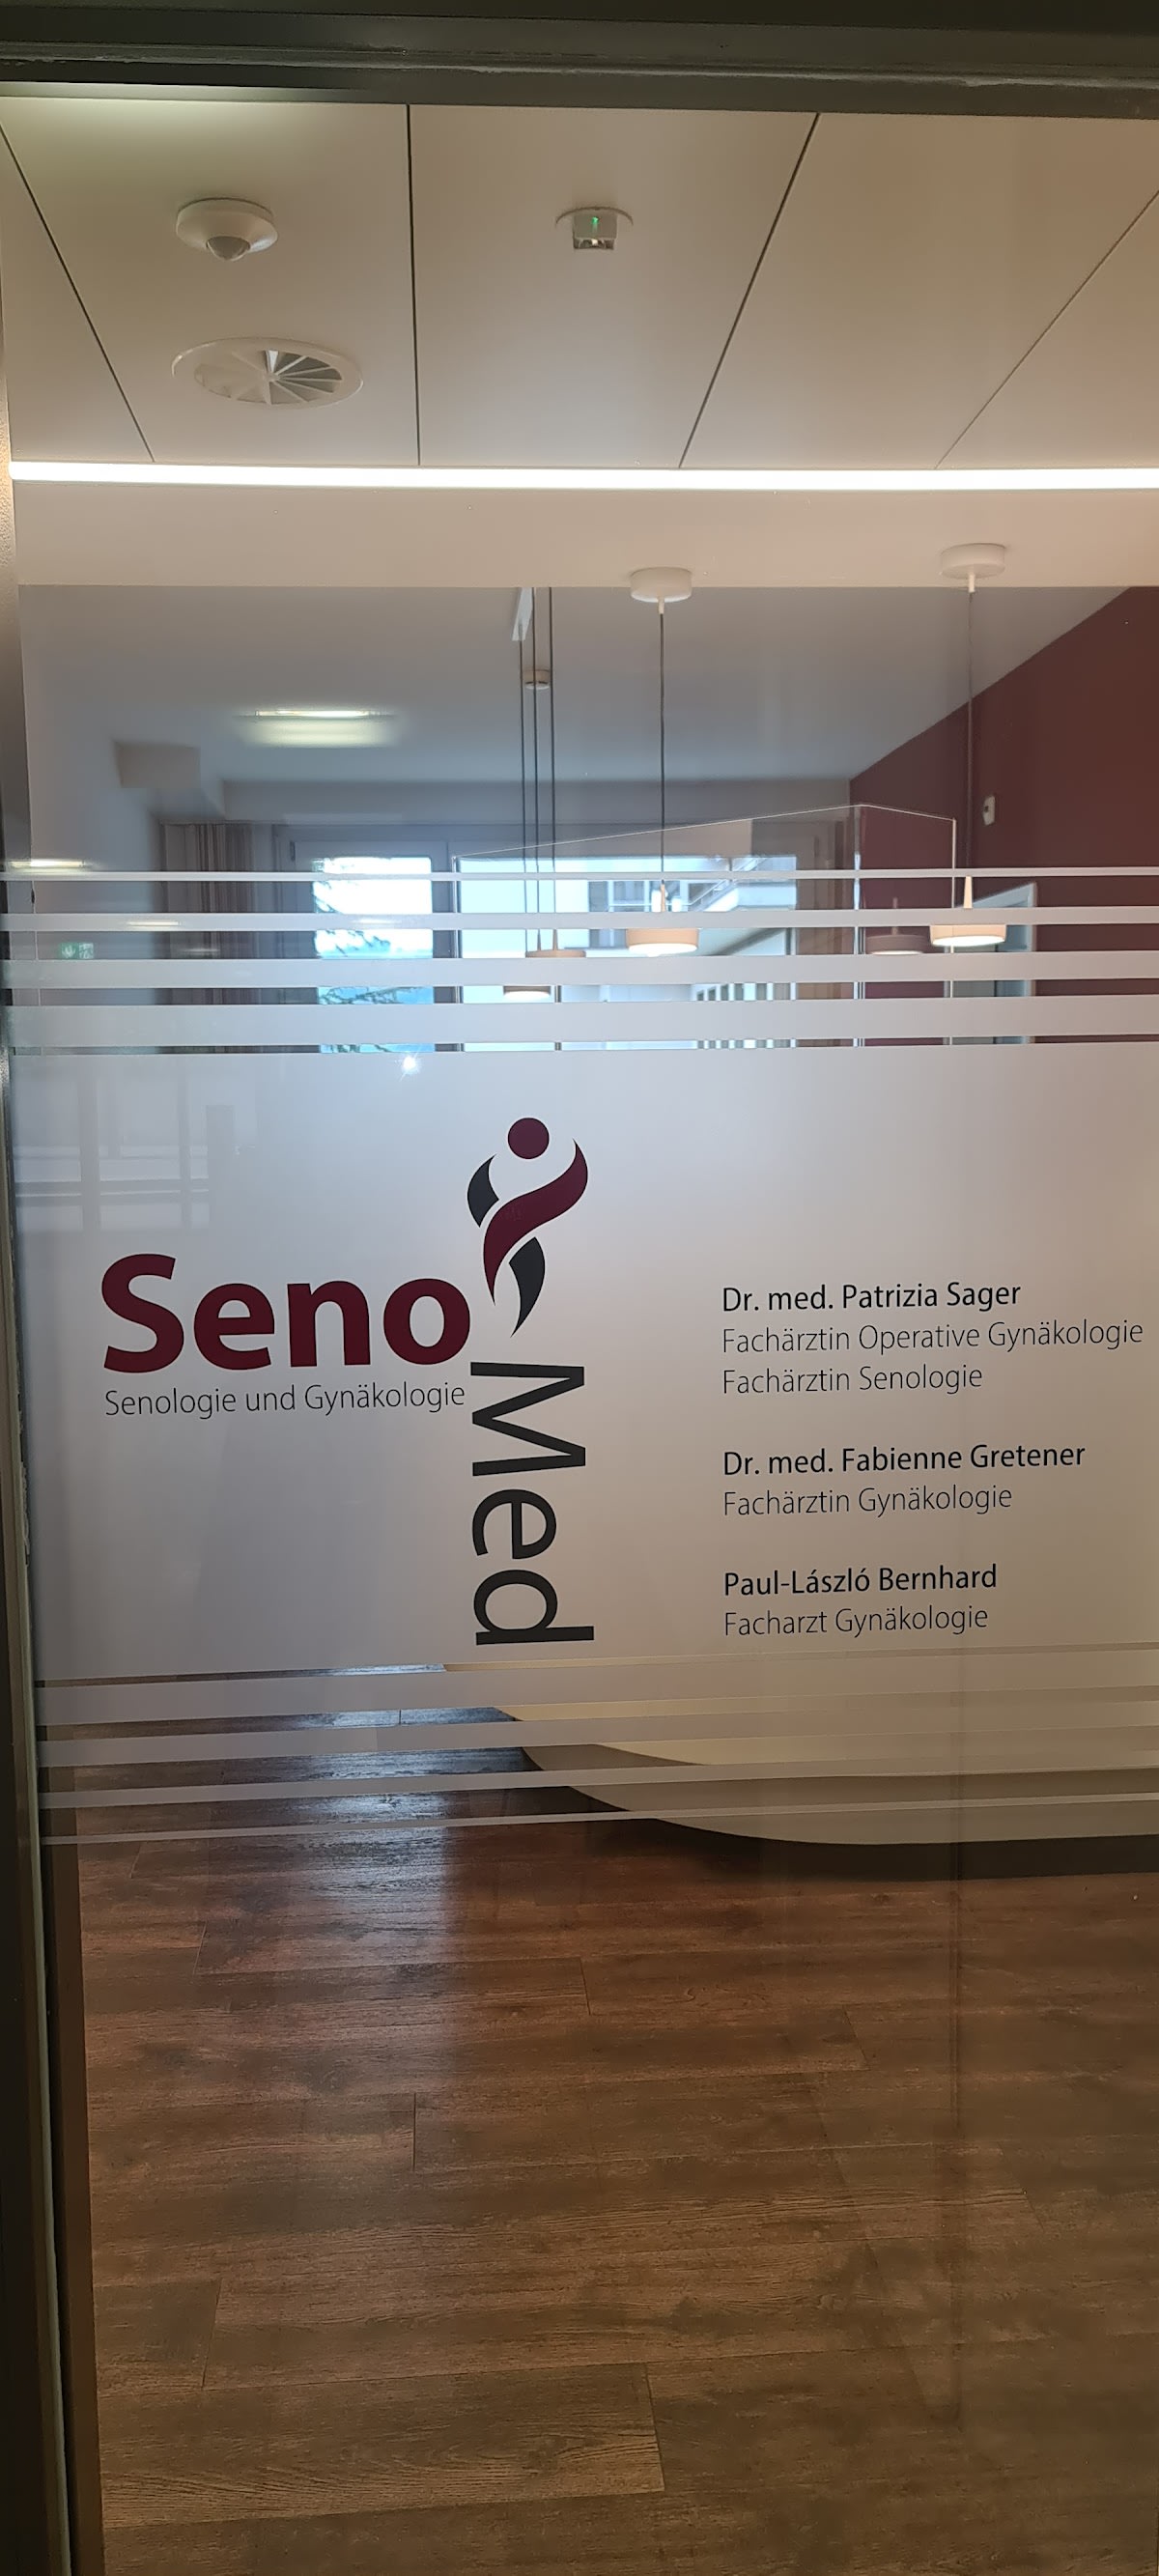 Seno
Med
Senologie und Gynäkologie
Dr. med. Patrizia Sager
Fachärztin Operative Gynäkologie
Fachärztin Senologie
Dr. med. Fabienne Gretener
Fachärztin Gynäkologie
Paul-László Bernhard
Facharzt Gynäkologie